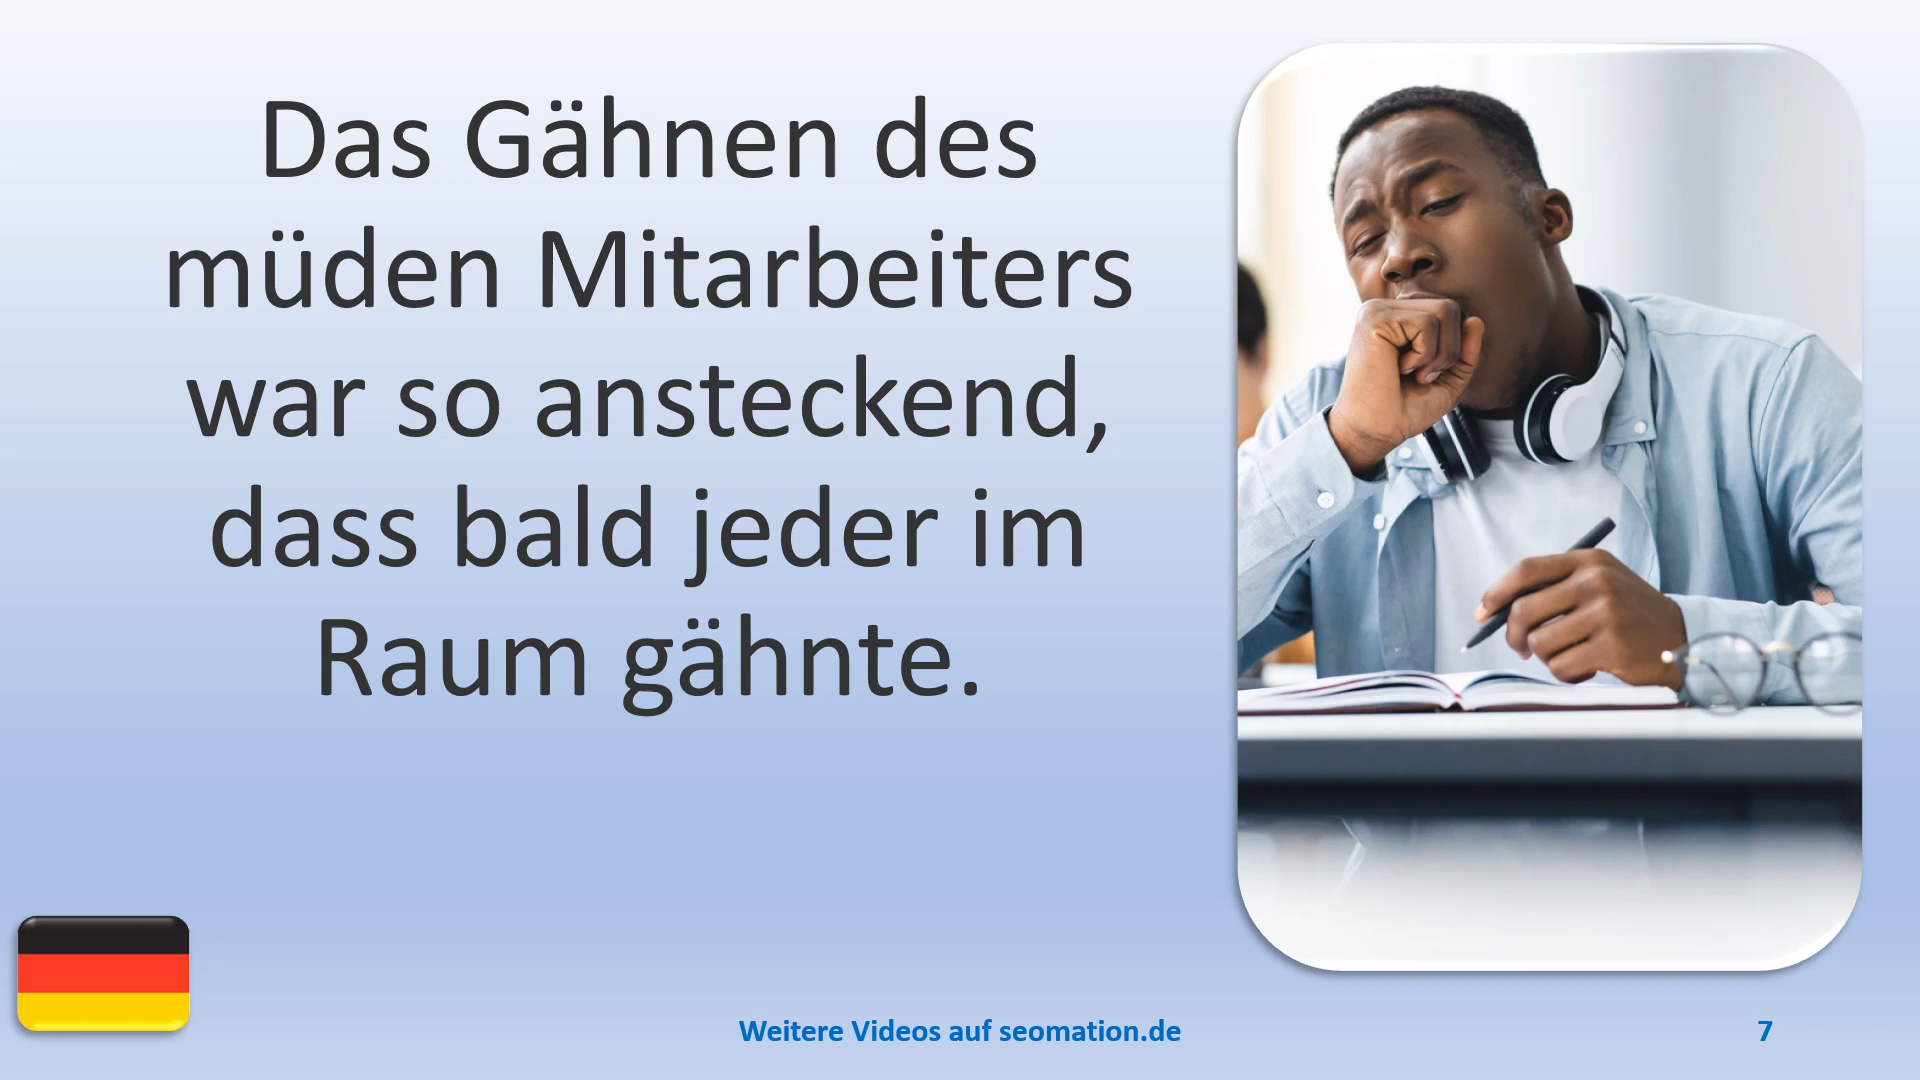 Das Gähnen des
müden Mitarbeiters
war so ansteckend,
dass bald jeder im
Raum gähnte.
Weitere Videos auf seomation.de
7